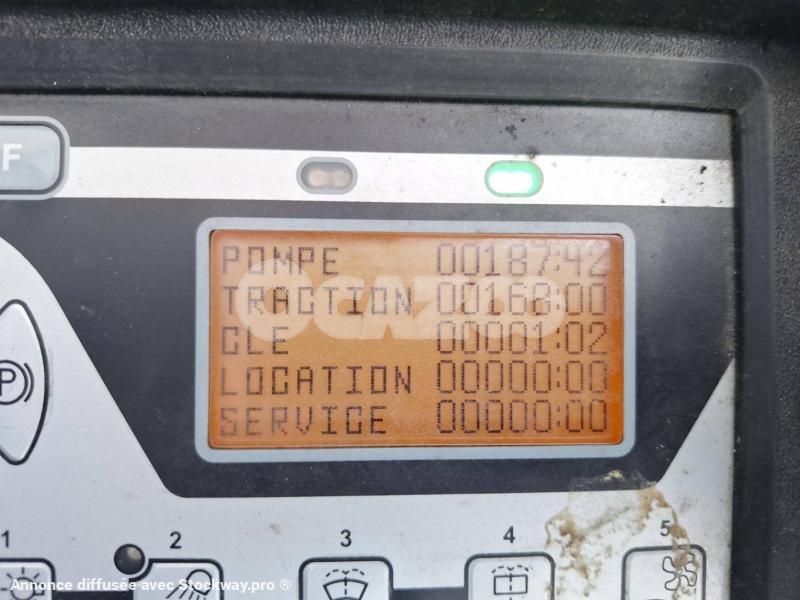 F
POMPE 00187:42
TRACTION 00168:00
CLE 00001:02
LOCATION 00000:00
SERVICE 00000:00
OCAZOO
P
1 2 3 4 5
Annonce diffusée avec Stockway.pro ®